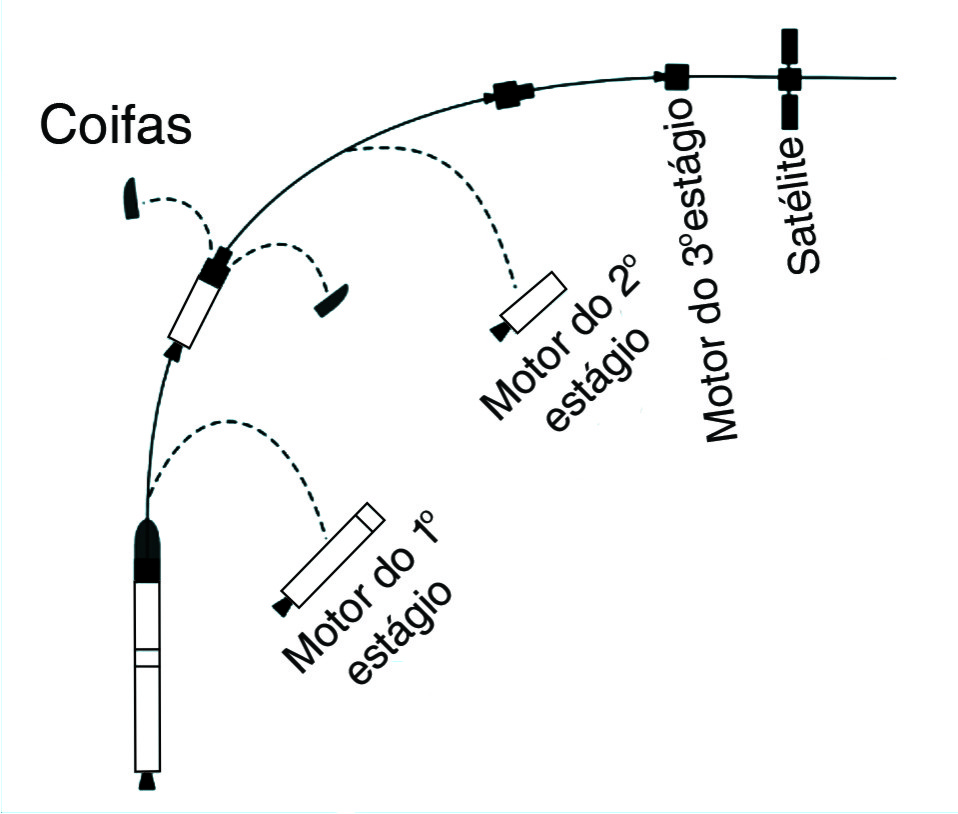 Coifas
Motor do 1º
estágio
Motor do 2º
estágio
Motor do 3ºestágio
Satélite